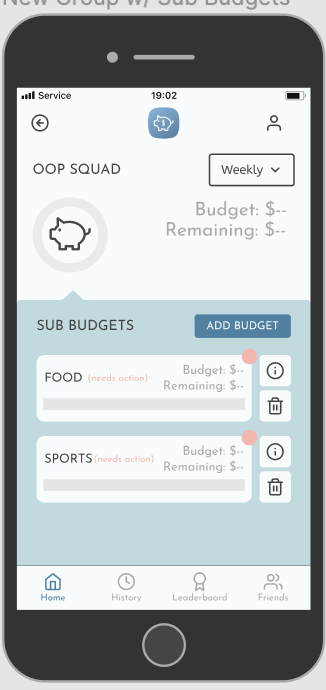 New Group w/ Sub Budgets
Service 19:02
OOP SQUAD
Weekly
Budget: $--
Remaining: $--
SUB BUDGETS
ADD BUDGET
FOOD (needs action)
Budget: $--
Remaining: $--
SPORTS (needs action)
Budget: $--
Remaining: $--
Home History Leaderboard Friends